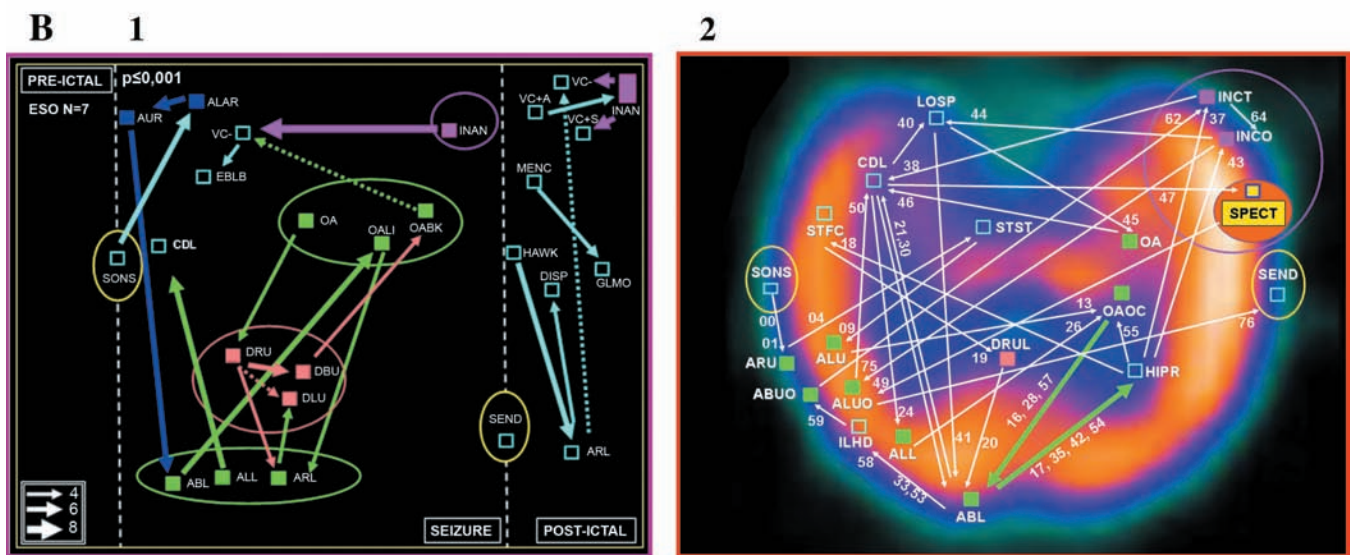 B 1
PRE-ICTAL p≤0,001
ESO N=7
AUR ALAR
VC-
EBLB
INAN
OA
OALI
OABK
CDL
SONS
DRU
DBU
DLU
ABL ALL ARL
4
6
8
SEIZURE
VC-
VC+A
INAN
VC+S
MENC
GLMO
HAWK
DISP
SEND
ARL
POST-ICTAL
2
LOSP 44 62 INCT 37 64
40 INCO
CDL 38 43
47
46 SPECT
50 21,30 45
STFC 18 STST OA
SONS SEND
00 13 OAOC
04 09 26 76
01 ALU DRUL 55
ARU 75 19 HIPR
ABUO ALUO 49
59 24 16, 28, 57
ILHD ALL 41 20 17, 35, 42, 54
58
33,53
ABL